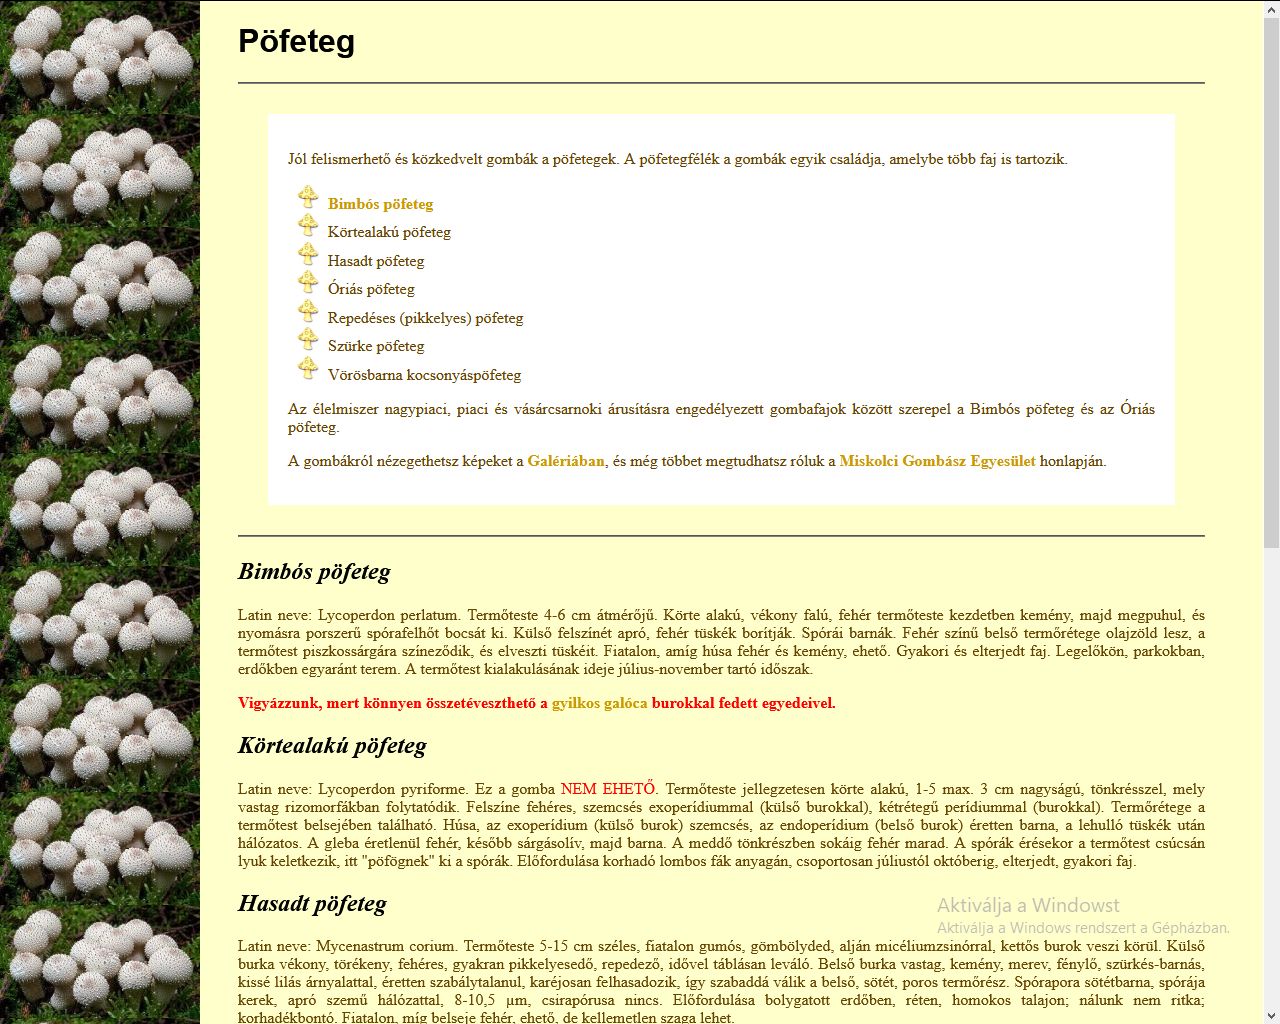 Pöfeteg
Jól felismerhető és közkedvelt gombák a pöfetegek. A pöfetegfélék a gombák egyik családja, amelybe több faj is tartozik.
Bimbós pöfeteg
Körtealakú pöfeteg
Hasadt pöfeteg
Óriás pöfeteg
Repedéses (pikkelyes) pöfeteg
Szürke pöfeteg
Vörösbarna kocsonyáspöfeteg
Az élelmiszer nagypiaci, piaci és vásárcsarnoki árusításra engedélyezett gombafajok között szerepel a Bimbós pöfeteg és az Óriás
pöfeteg.
A gombákról nézegethetsz képeket a Galériában, és még többet megtudhatsz róluk a Miskolci Gombász Egyesület honlapján.
Bimbós pöfeteg
Latin neve: Lycoperdon perlatum. Termőteste 4-6 cm átmérőjű. Körte alakú, vékony falú, fehér termőteste kezdetben kemény, majd megpuhul, és
nyomásra porszerű spórafelhőt bocsát ki. Külső felszínét apró, fehér tüskék borítják. Spórái barnák. Fehér színű belső termőrétege olajzöld lesz, a
termőtest piszkossárgára színeződik, és elveszti tüskéit. Fiatalon, amíg húsa fehér és kemény, ehető. Gyakori és elterjedt faj. Legelőkön, parkokban,
erdőkben egyaránt terem. A termőtest kialakulásának ideje július-november tartó időszak.
Vigyázzunk, mert könnyen összetéveszthető a gyilkos galóca burokkal fedett egyedeivel.
Körtealakú pöfeteg
Latin neve: Lycoperdon pyriforme. Ez a gomba NEM EHETŐ. Termőteste jellegzetesen körte alakú, 1-5 max. 3 cm nagyságú, tönkrésszel, mely
vastag rizomorfákban folytatódik. Felszíne fehéres, szemcsés exoperídiummal (külső burokkal), kétrétegű perídiummal (burokkal). Termőrétege a
termőtest belsejében található. Húsa, az exoperídium (külső burok) szemcsés, az endoperídium (belső burok) éretten barna, a lehulló tüskék után
hálózatos. A gleba éretlenül fehér, később sárgásolív, majd barna. A meddő tönkrészben sokáig fehér marad. A spórák érésekor a termőtest csúcsán
lyuk keletkezik, itt "pöfögnek" ki a spórák. Előfordulása korhadó lombos fák anyagán, csoportosan júliustól októberig, elterjedt, gyakori faj.
Hasadt pöfeteg
Aktiválja a Windowst
Aktiválja a Windows rendszert a Gépházban.
Latin neve: Mycenastrum corium. Termőteste 5-15 cm széles, fiatalon gumós, gömbölyded, alján micéliumzsinórral, kettős burok veszi körül. Külső
burka vékony, törékeny, fehéres, gyakran pikkelyesedő, repedező, idővel táblásan leváló. Belső burka vastag, kemény, merev, fénylő, szürkés-barnás,
kissé lilás árnyalattal, éretten szabálytalanul, karéjosan felhasadozik, így szabaddá válik a belső, sötét, poros termőrész. Spórapora sötétbarna, spórája
kerek, apró szemű hálózattal, 8-10,5 µm, csirapórusa nincs. Előfordulása bolygatott erdőben, réten, homokos talajon; nálunk nem ritka;
korhadékbontó. Fiatalon, míg belseje fehér, ehető, de kellemetlen szaga lehet.